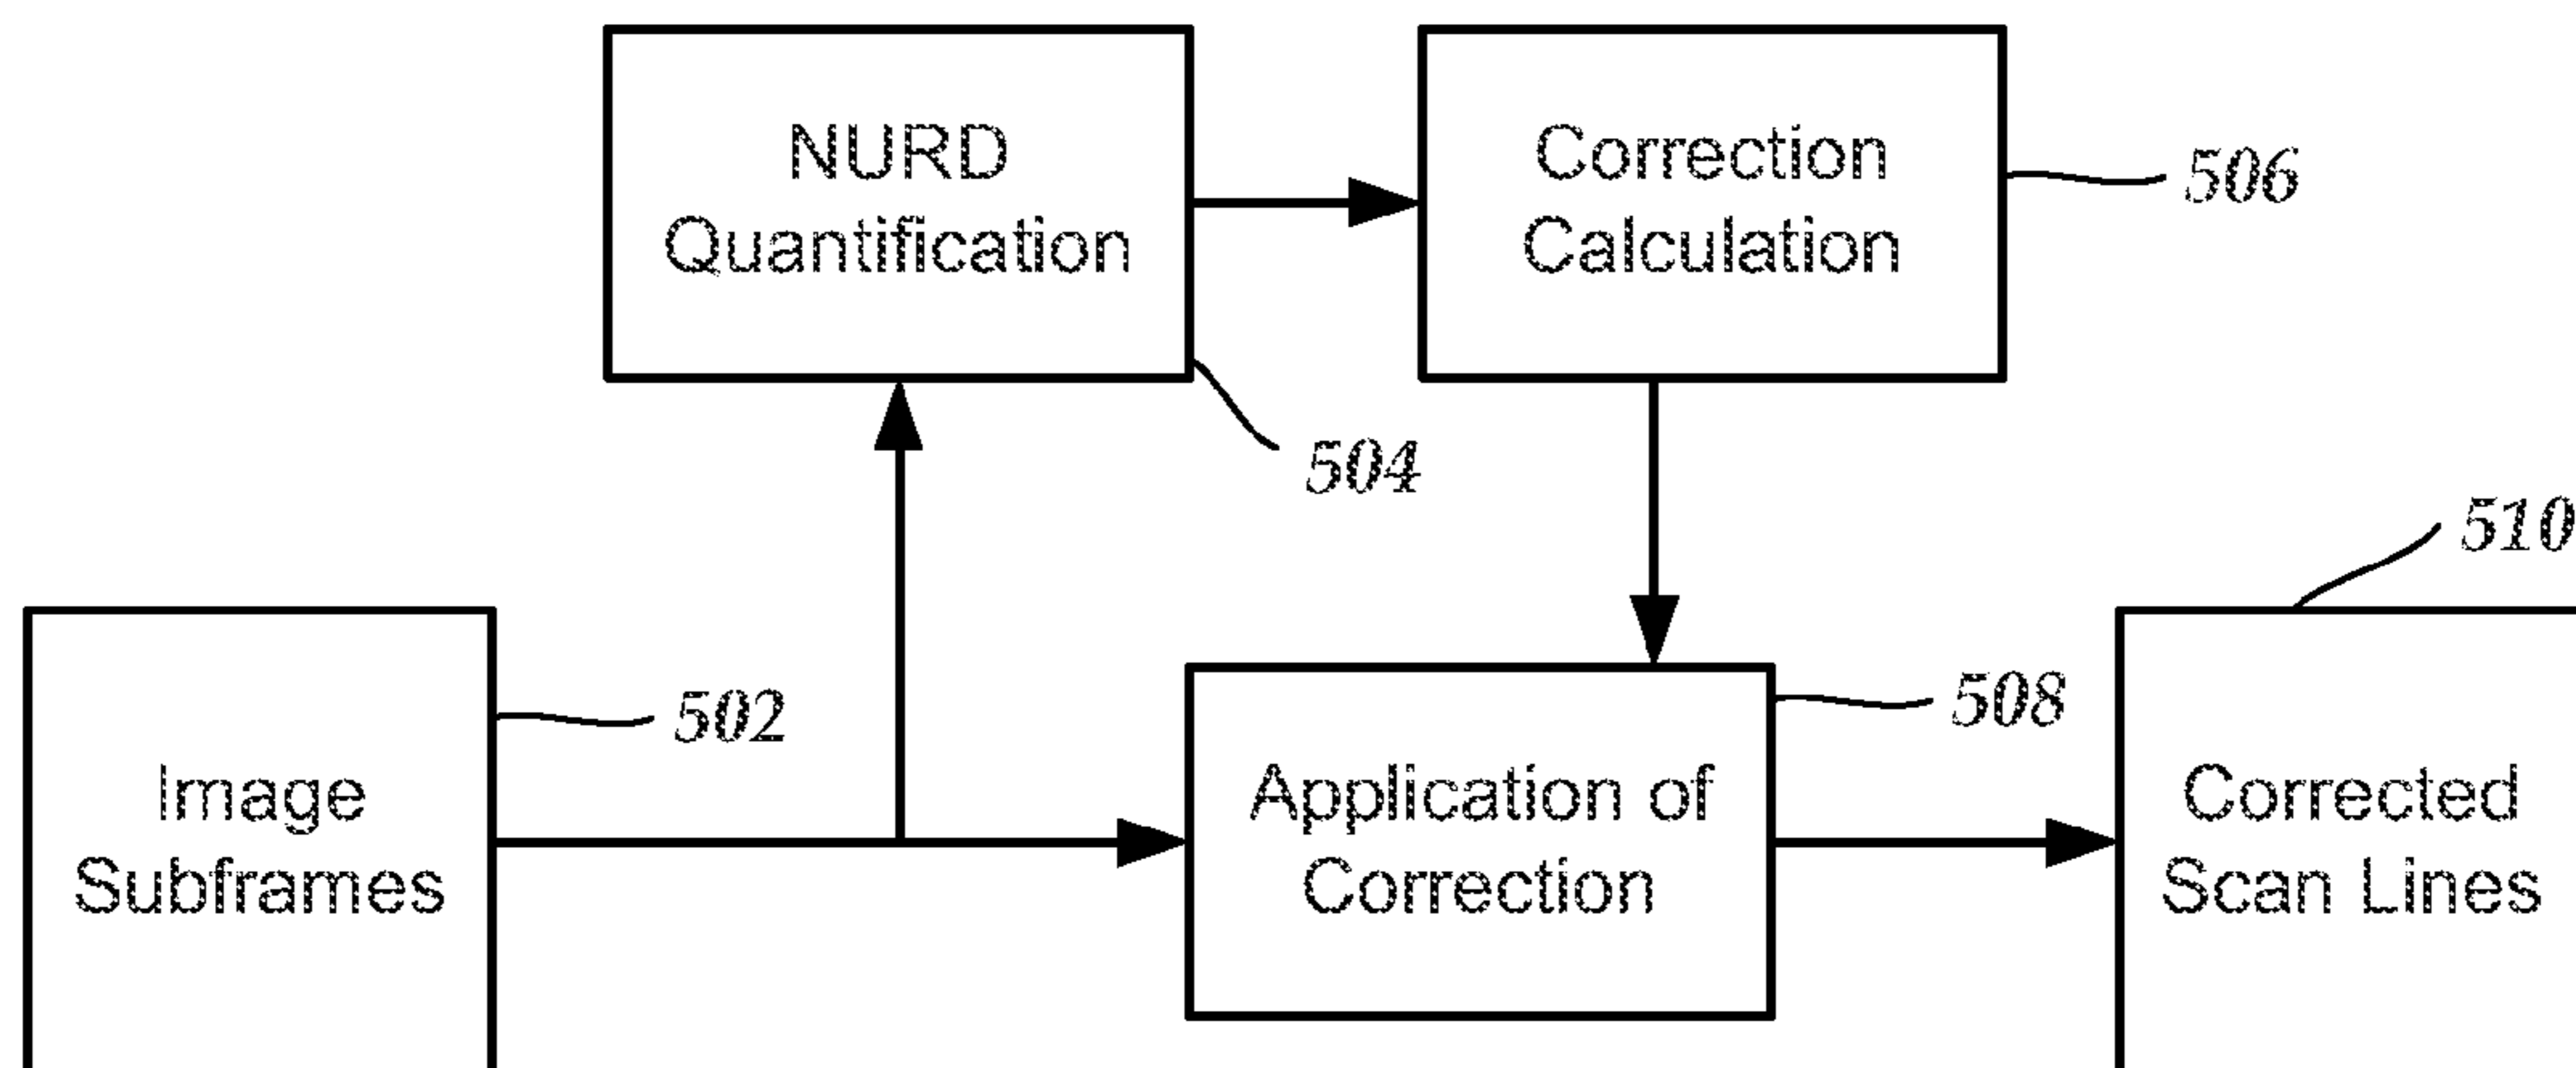 NURD
Quantification
Correction
Calculation
506
504
510
502
508
Image
Subframes
Application of
Correction
Corrected
Scan Lines